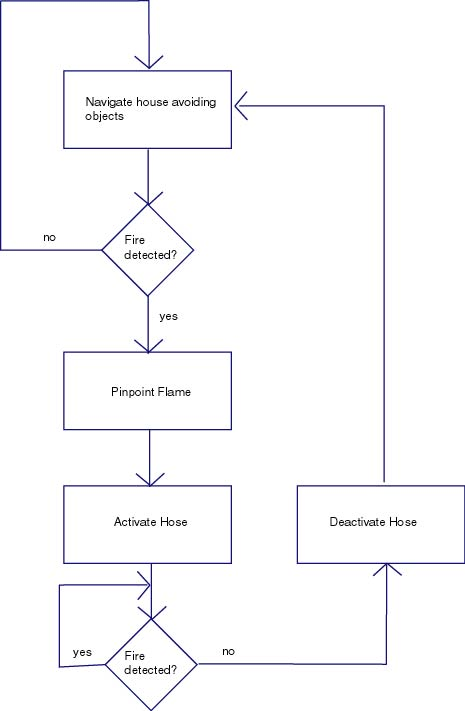 Navigate house avoiding
objects
Fire
detected?
no
yes
Pinpoint Flame
Activate Hose
Deactivate Hose
Fire
detected?
yes
no